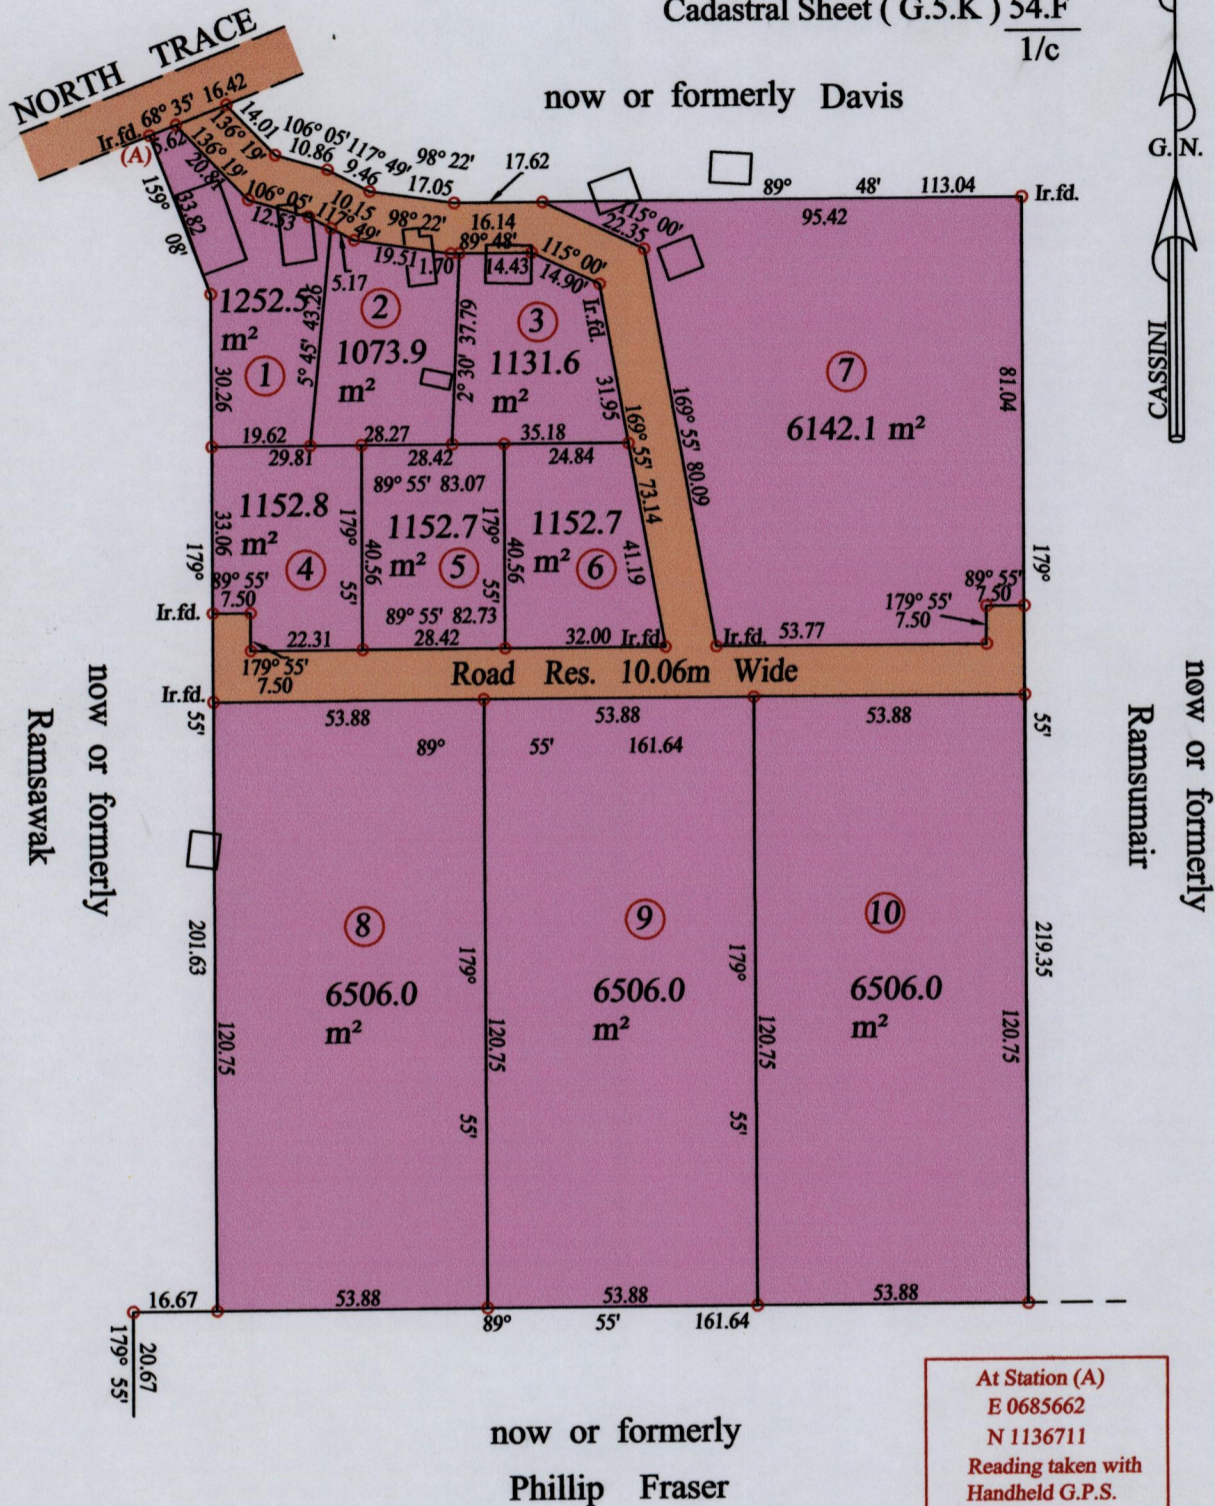 Cadastral Sheet ( G.5.K ) 54.F
1/c
NORTH TRACE
now or formerly Davis
G. N.
CASSINI
Ir.fd. 68° 35' 16.42
(A) 5.62
136° 19' 14.01
106° 05' 10.86
117° 49' 9.46
98° 22' 17.05
17.62
89° 48' 113.04 Ir.fd.
95.42
136° 19' 20.81
33.82
159° 08'
106° 05' 12.53
117° 49' 10.15
98° 22' 19.51
16.14
89° 48'
1.70
14.43
115° 00' 22.35
115° 00' 14.90
5.17
Ir.fd.
1252.5
m²
1
30.26
5° 45' 43.26
2
1073.9
m²
2° 30' 37.79
3
1131.6
m²
31.95
169° 55' 73.14
169° 55' 80.09
7
6142.1 m²
81.04
19.62
28.27
35.18
29.81
28.42
24.84
89° 55' 83.07
1152.8
m²
4
33.06
179° 55'
40.56
1152.7
m²
5
179° 55'
40.56
1152.7
m²
6
41.19
179°
89° 55'
7.50
Ir.fd.
179° 55'
7.50
22.31
89° 55' 82.73
28.42
32.00 Ir.fd.
Ir.fd. 53.77
179° 55'
7.50
89° 55'
7.50
179°
Road Res. 10.06m Wide
Ir.fd.
55'
53.88
53.88
53.88
89° 55' 161.64
55'
now or formerly
Ramsawak
now or formerly
Ramsumair
8
6506.0
m²
9
6506.0
m²
10
6506.0
m²
201.63
120.75
179° 55'
120.75
179° 55'
120.75
120.75
219.35
16.67
53.88
53.88
53.88
89° 55' 161.64
179° 55'
20.67
now or formerly
Phillip Fraser
At Station (A)
E 0685662
N 1136711
Reading taken with
Handheld G.P.S.